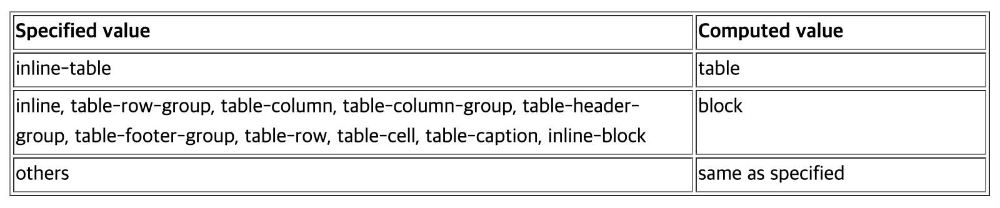 Specified value
Computed value
inline-table
table
inline, table-row-group, table-column, table-column-group, table-header-
group, table-footer-group, table-row, table-cell, table-caption, inline-block
block
others
same as specified